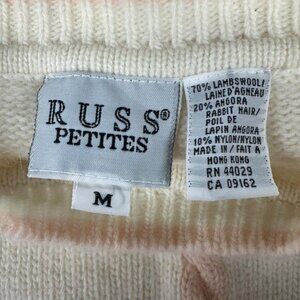 RUSS®
PETITES
M
70% LAMBSWOOL/
LAINED'AGNEAU
20% ANGORA
RABBIT HAIR/
POIL DE
LAPIN ANGORA
10% NYLON/NYLON
MADE IN/FAIT A
HONG KONG
RN 44029
CA 09162